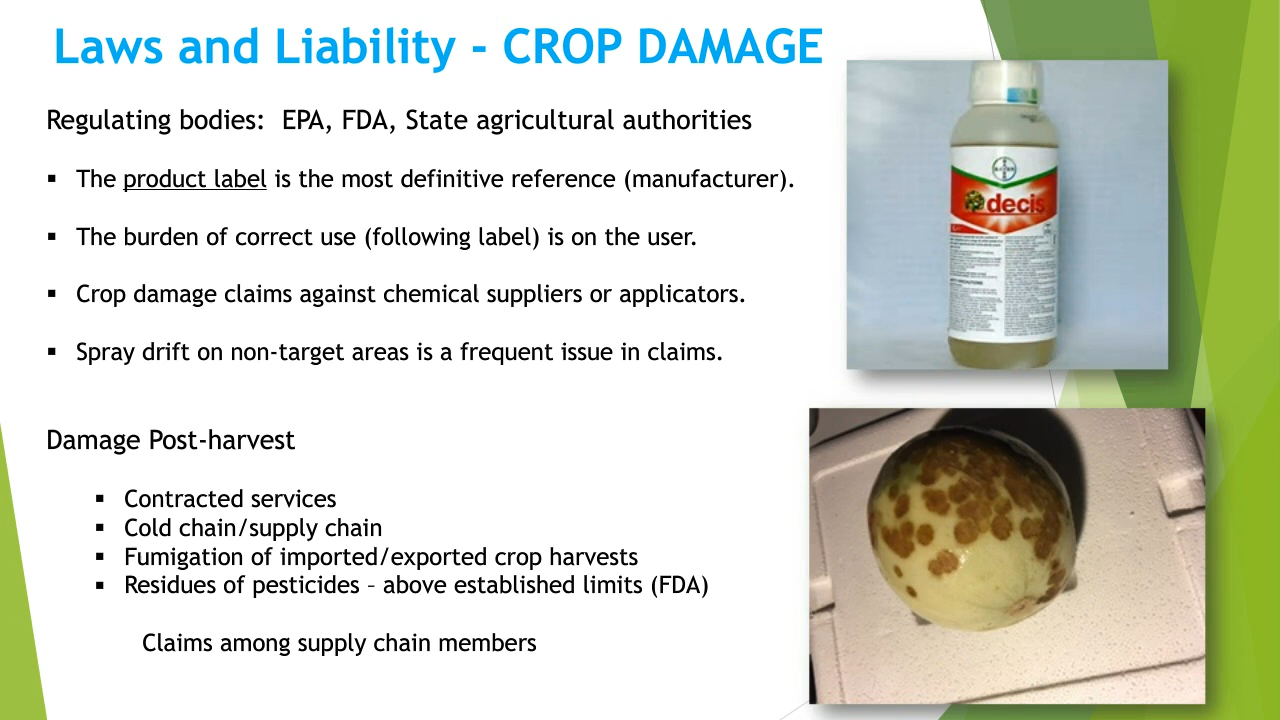 Laws and Liability - CROP DAMAGE
Regulating bodies:  EPA, FDA, State agricultural authorities
▪ The product label is the most definitive reference (manufacturer).
▪ The burden of correct use (following label) is on the user.
▪ Crop damage claims against chemical suppliers or applicators.
▪ Spray drift on non-target areas is a frequent issue in claims.
Damage Post-harvest
▪ Contracted services
▪ Cold chain/supply chain
▪ Fumigation of imported/exported crop harvests
▪ Residues of pesticides – above established limits (FDA)
Claims among supply chain members
BAYER
decis